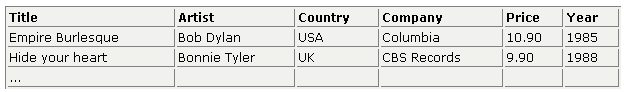 Title Artist Country Company Price Year
Empire Burlesque Bob Dylan USA Columbia 10.90 1985
Hide your heart Bonnie Tyler UK CBS Records 9.90 1988
...